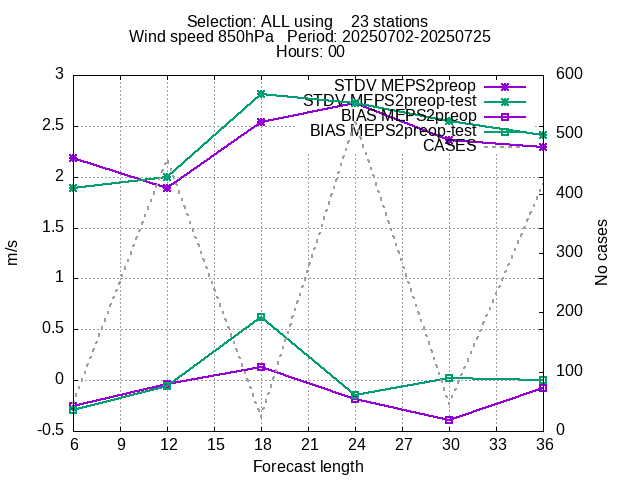 Selection: ALL using 23 stations
Wind speed 850hPa Period: 20250702-20250725
Hours: 00
STDV MEPS2preop
STDV MEPS2preop-test
BIAS MEPS2preop
BIAS MEPS2preop-test
CASES
3
2.5
2
1.5
1
0.5
0
-0.5
m/s
600
500
400
300
200
100
0
No cases
6 9 12 15 18 21 24 27 30 33 36
Forecast length